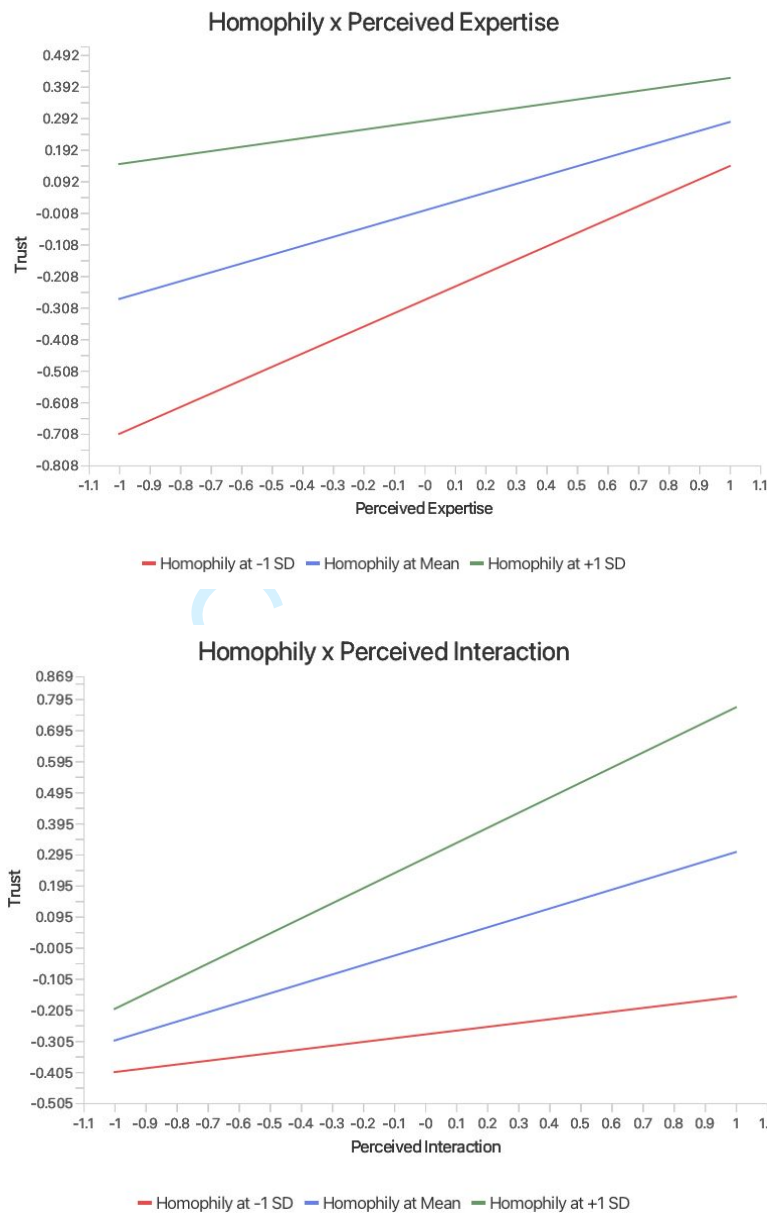 Homophily x Perceived Expertise
0.492
0.392
0.292
0.192
0.092
-0.008
-0.108
-0.208
-0.308
-0.408
-0.508
-0.608
-0.708
-0.808
Trust
-1.1 -1 -0.9 -0.8 -0.7 -0.6 -0.5 -0.4 -0.3 -0.2 -0.1 -0 0.1 0.2 0.3 0.4 0.5 0.6 0.7 0.8 0.9 1 1.1
Perceived Expertise
Homophily at -1 SD Homophily at Mean Homophily at +1 SD
Homophily x Perceived Interaction
0.869
0.795
0.695
0.595
0.495
0.395
0.295
0.195
0.095
-0.005
-0.105
-0.205
-0.305
-0.405
-0.505
Trust
-1.1 -1 -0.9 -0.8 -0.7 -0.6 -0.5 -0.4 -0.3 -0.2 -0.1 -0 0.1 0.2 0.3 0.4 0.5 0.6 0.7 0.8 0.9 1
Perceived Interaction
Homophily at -1 SD Homophily at Mean Homophily at +1 SD